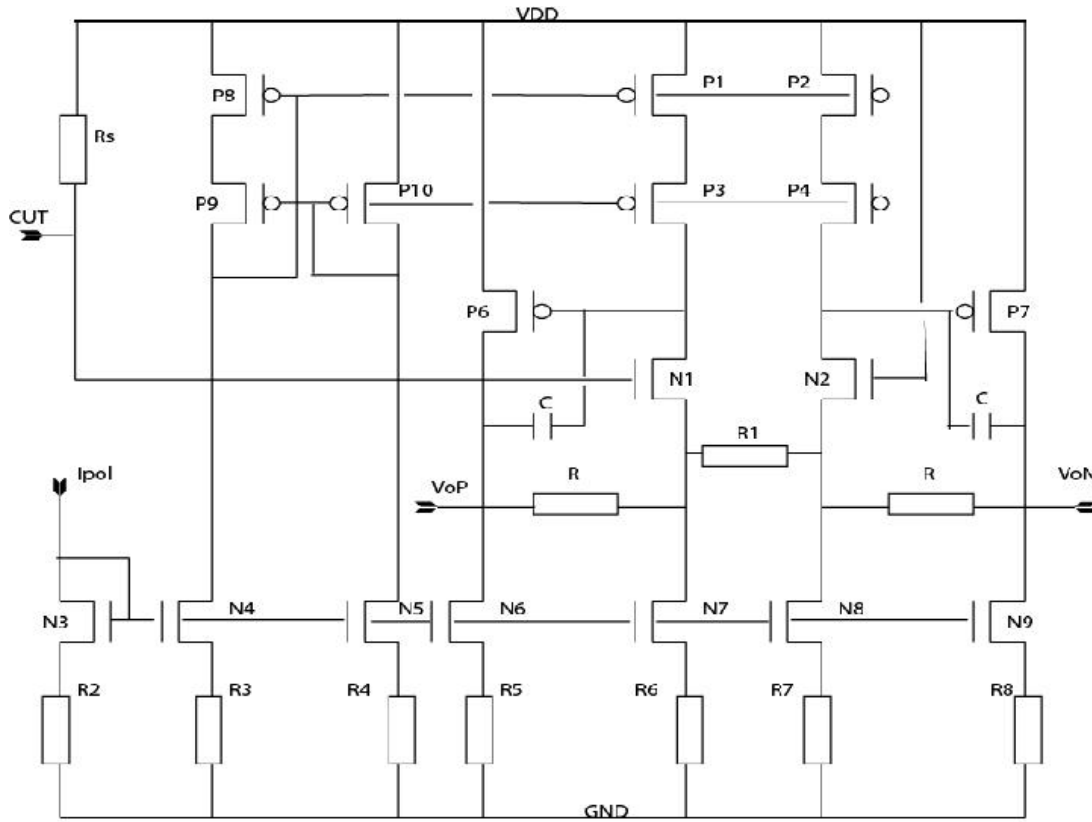 VDD
P8 P1 P2
Rs
P9 P10 P3 P4
CUT
P6 P7
N1 N2
C C
R1
Ipol VoP R R VoN
N3 N4 N5 N6 N7 N8 N9
R2 R3 R4 R5 R6 R7 R8
GND